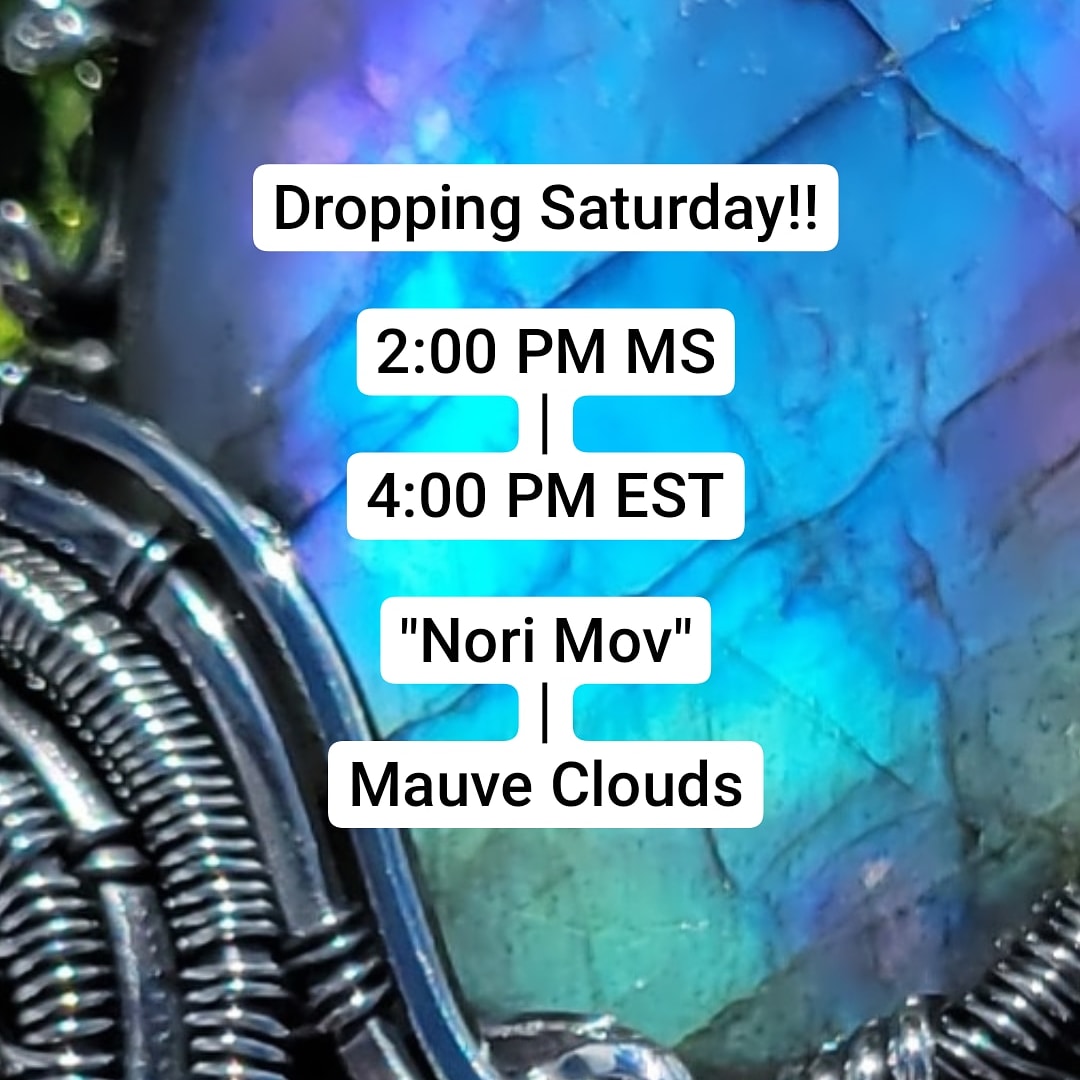 Dropping Saturday!!
2:00 PM MS
|
4:00 PM EST
"Nori Mov"
|
Mauve Clouds